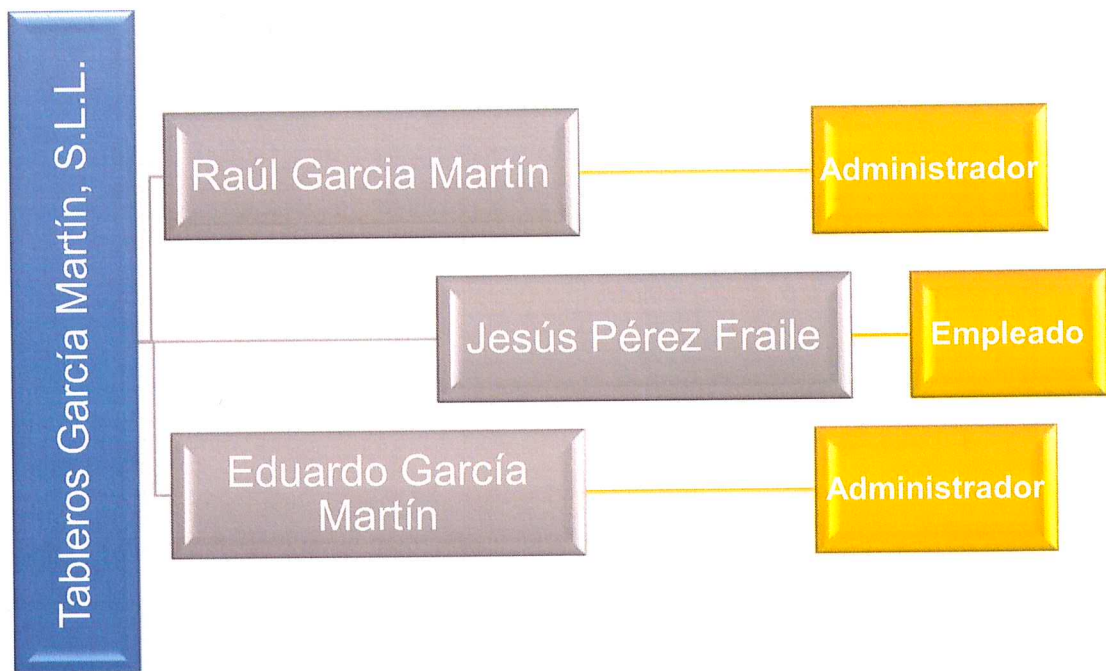 Tableros García Martín, S.L.L.
Raúl Garcia Martín
Administrador
Jesús Pérez Fraile
Empleado
Eduardo García
Martín
Administrador